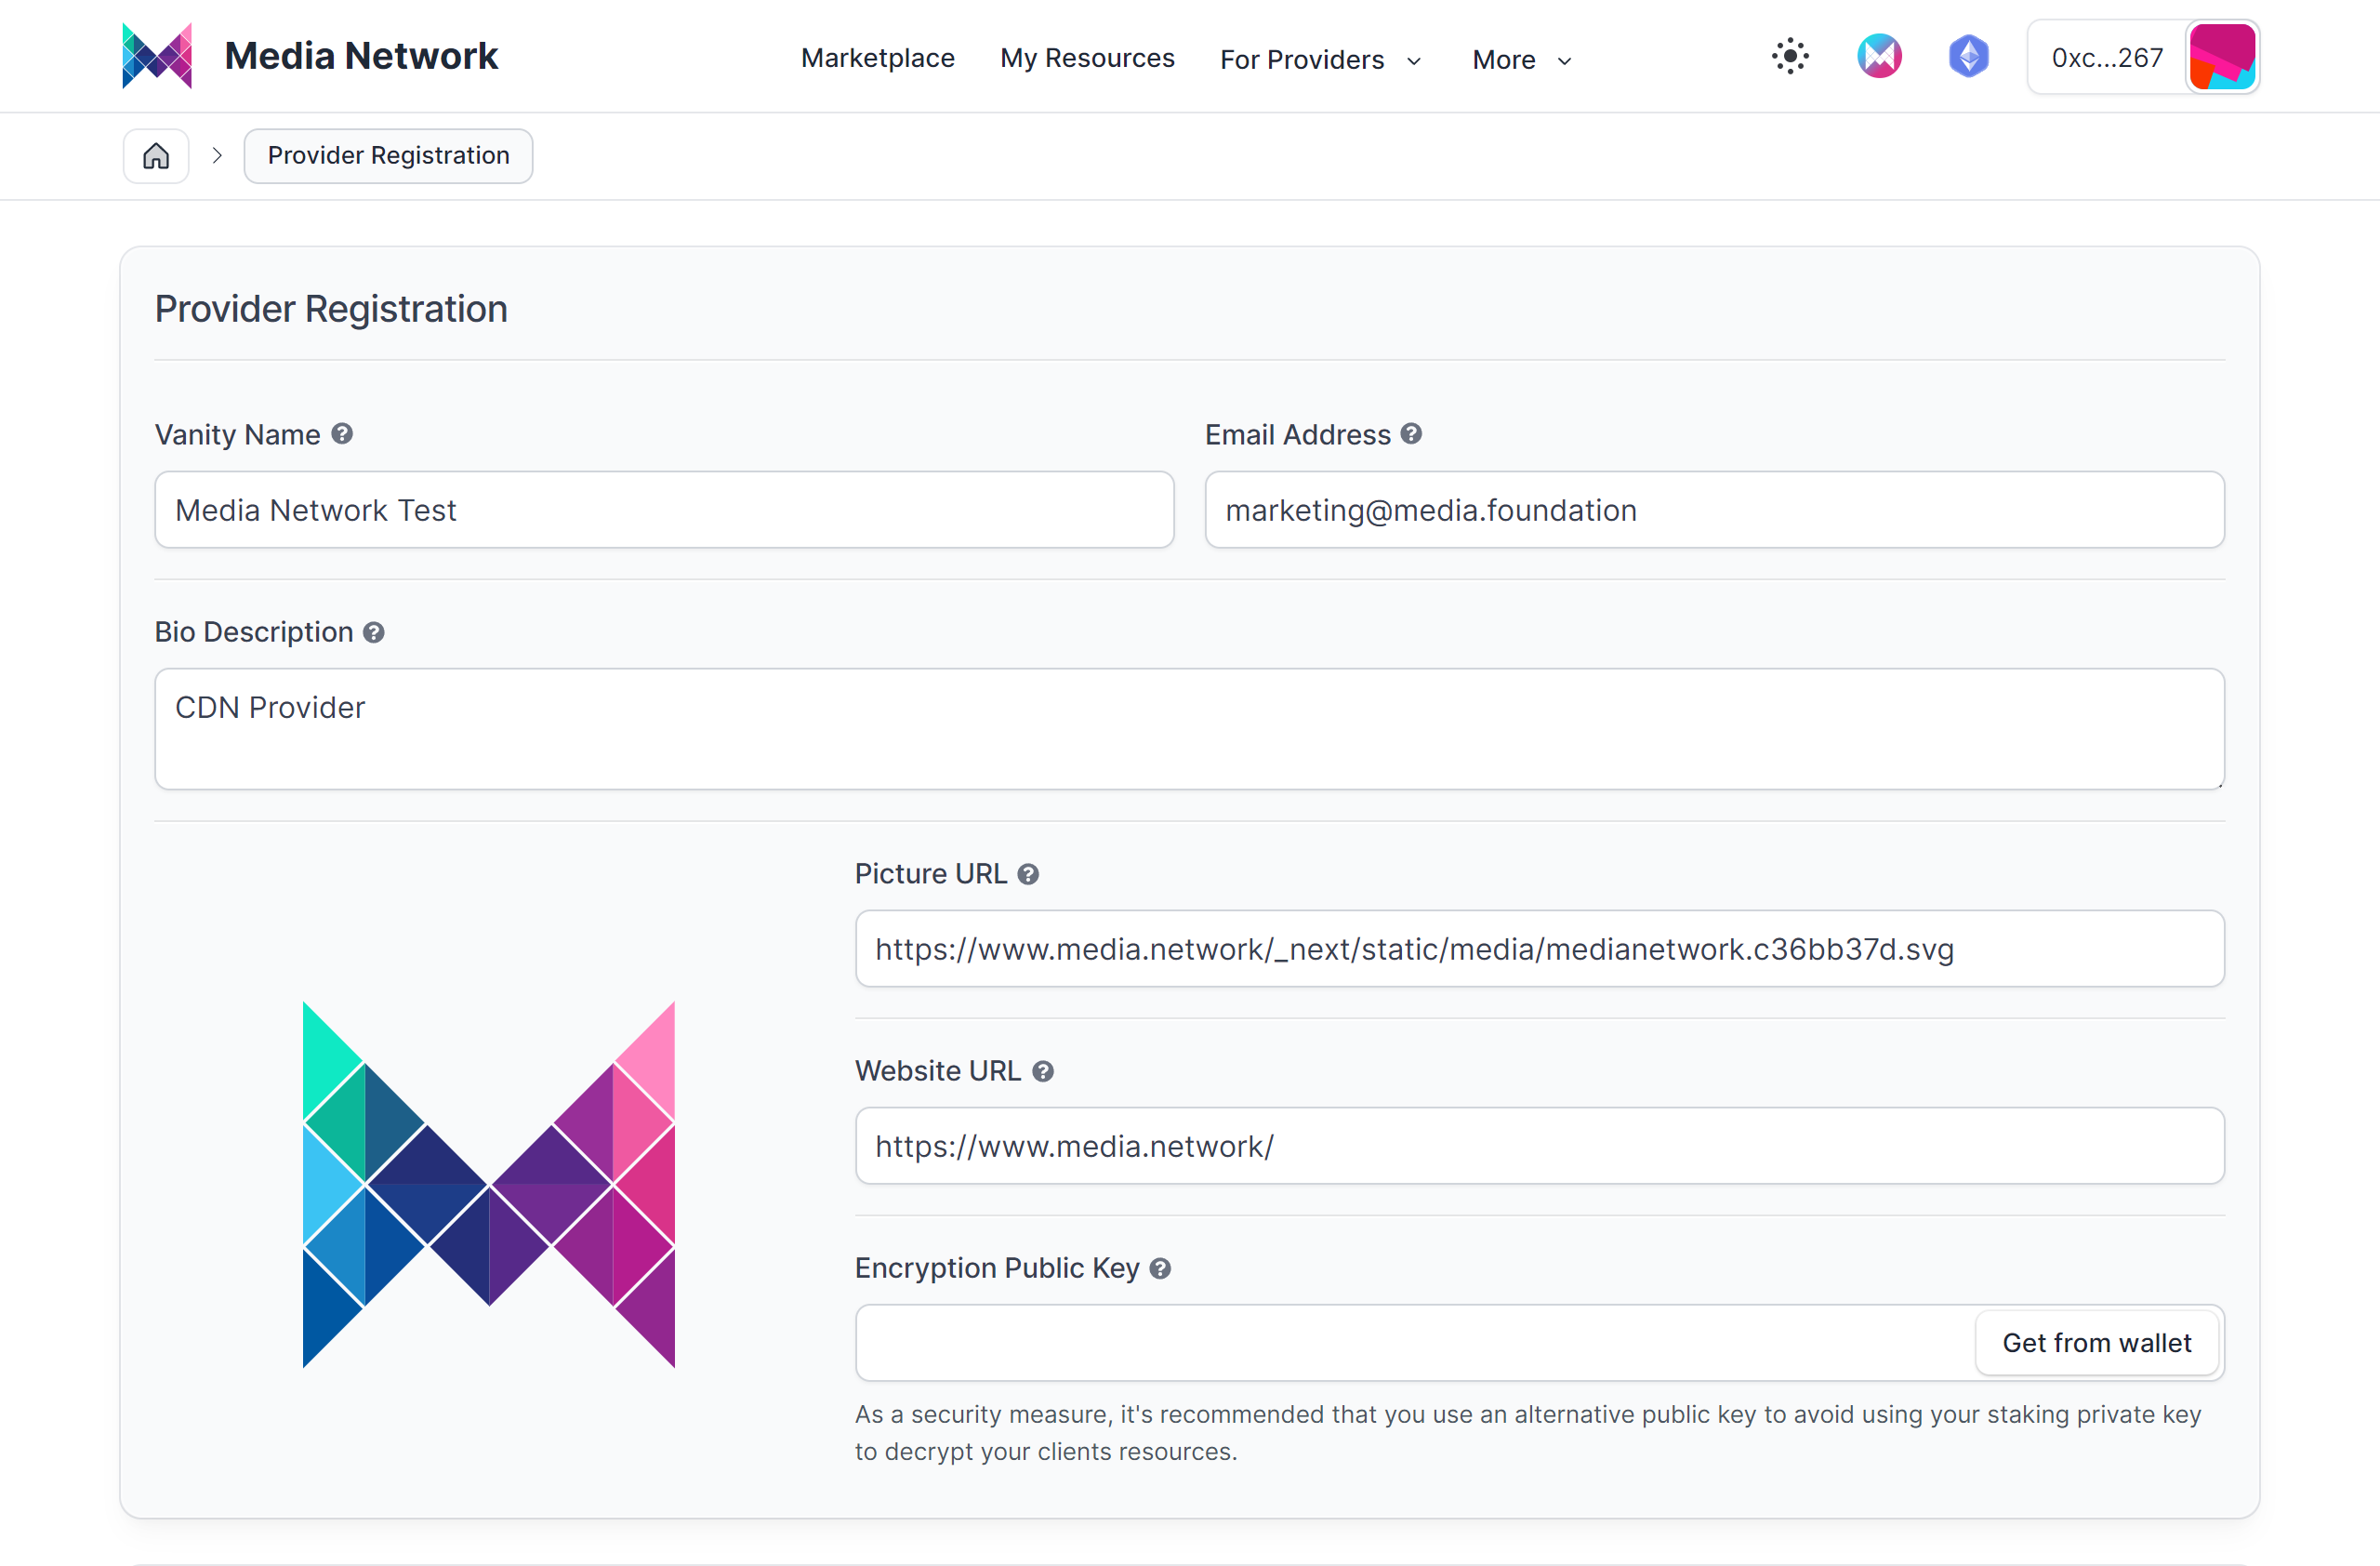 Media Network
Marketplace
My Resources
For Providers
More
0xc...267
Provider Registration
Provider Registration
Vanity Name
Email Address
Media Network Test
marketing@media.foundation
Bio Description
CDN Provider
Picture URL
https://www.media.network/_next/static/media/medianetwork.c36bb37d.svg
Website URL
https://www.media.network/
Encryption Public Key
Get from wallet
As a security measure, it's recommended that you use an alternative public key to avoid using your staking private key
to decrypt your clients resources.